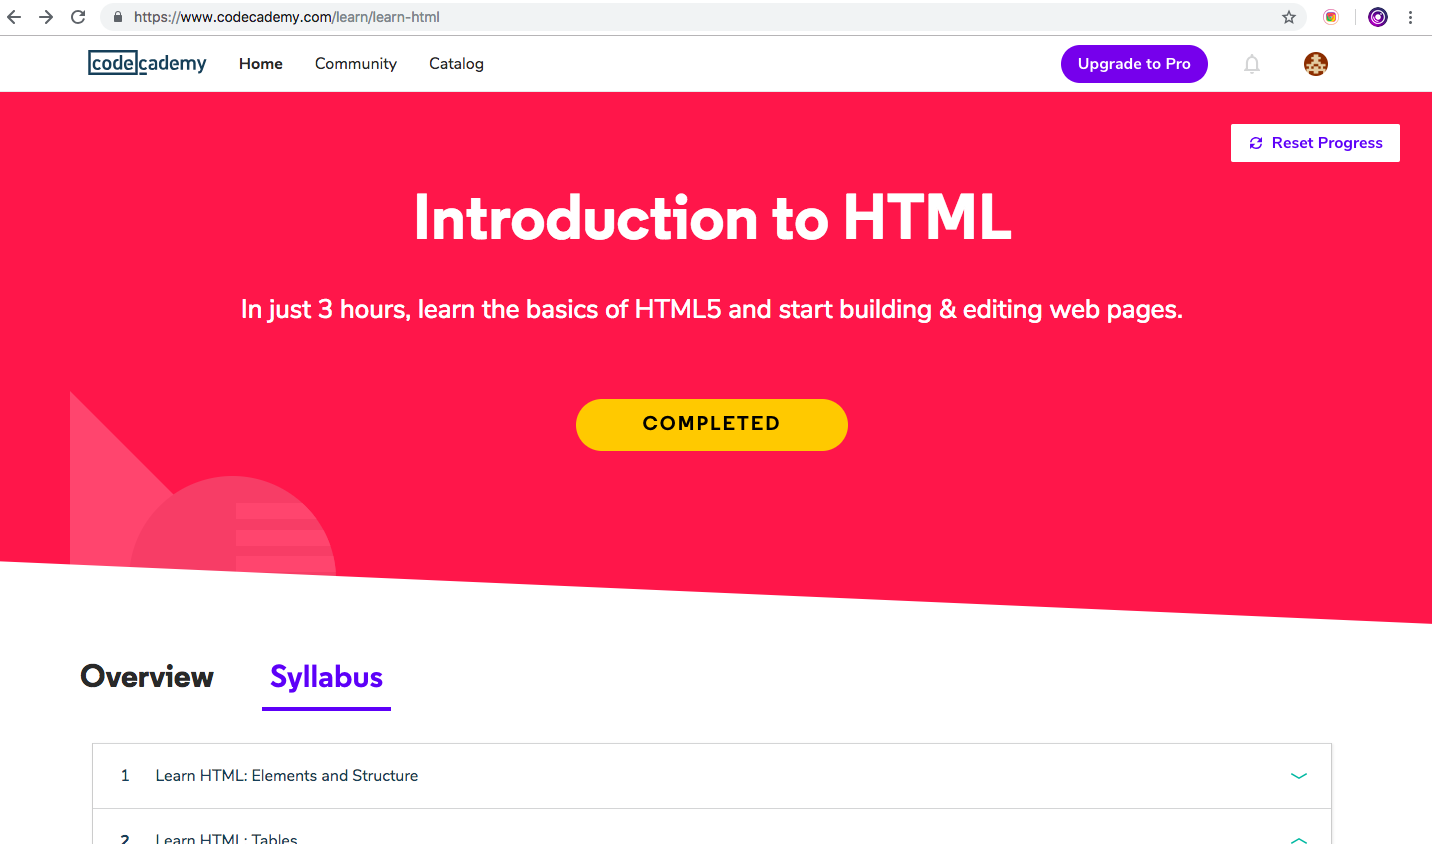 https://www.codecademy.com/learn/learn-html
codecademy Home Community Catalog Upgrade to Pro
Reset Progress
Introduction to HTML
In just 3 hours, learn the basics of HTML5 and start building & editing web pages.
COMPLETED
Overview Syllabus
1 Learn HTML: Elements and Structure
2 Learn HTML: Tables